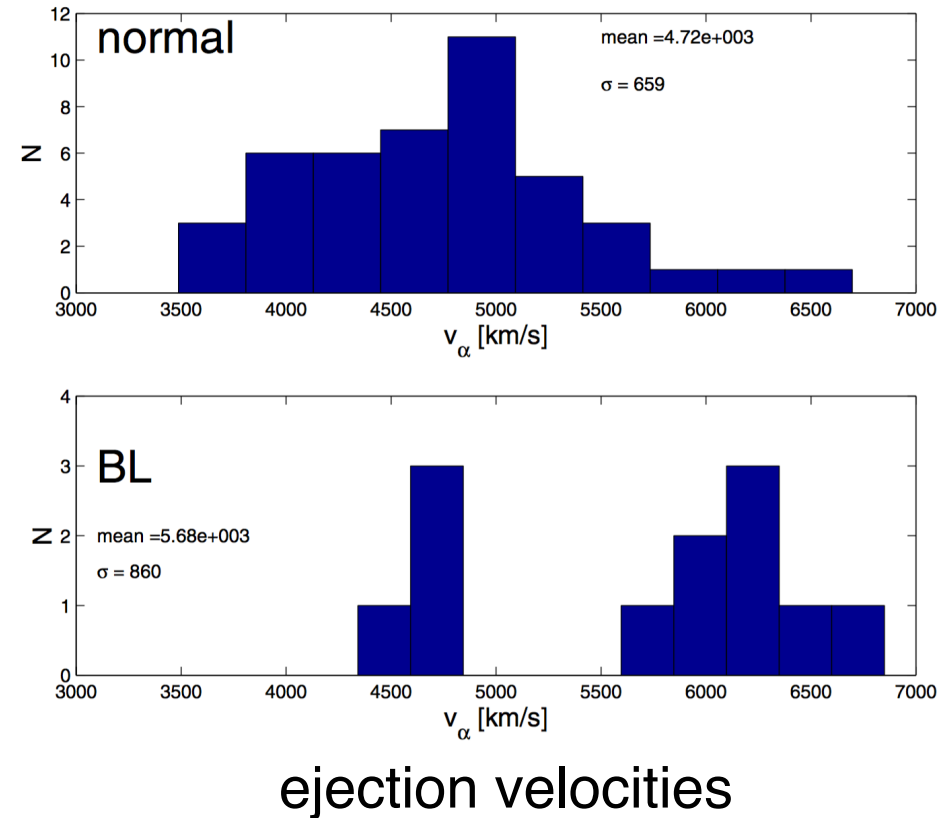 normal
mean =4.72e+003
σ = 659
N
12
10
8
6
4
2
0
3000 3500 4000 4500 5000 5500 6000 6500 7000
vα [km/s]
BL
mean =5.68e+003
σ = 860
N
4
3
2
1
0
3000 3500 4000 4500 5000 5500 6000 6500 7000
vα [km/s]
ejection velocities